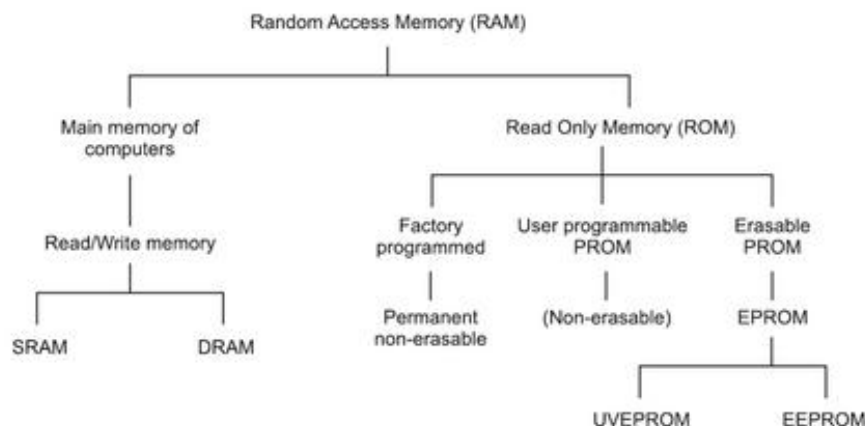 Random Access Memory (RAM)
Main memory of
computers
Read Only Memory (ROM)
Read/Write memory
Factory
programmed
User programmable
PROM
Erasable
PROM
SRAM
DRAM
Permanent
non-erasable
(Non-erasable)
EPROM
UVEPROM
EEPROM